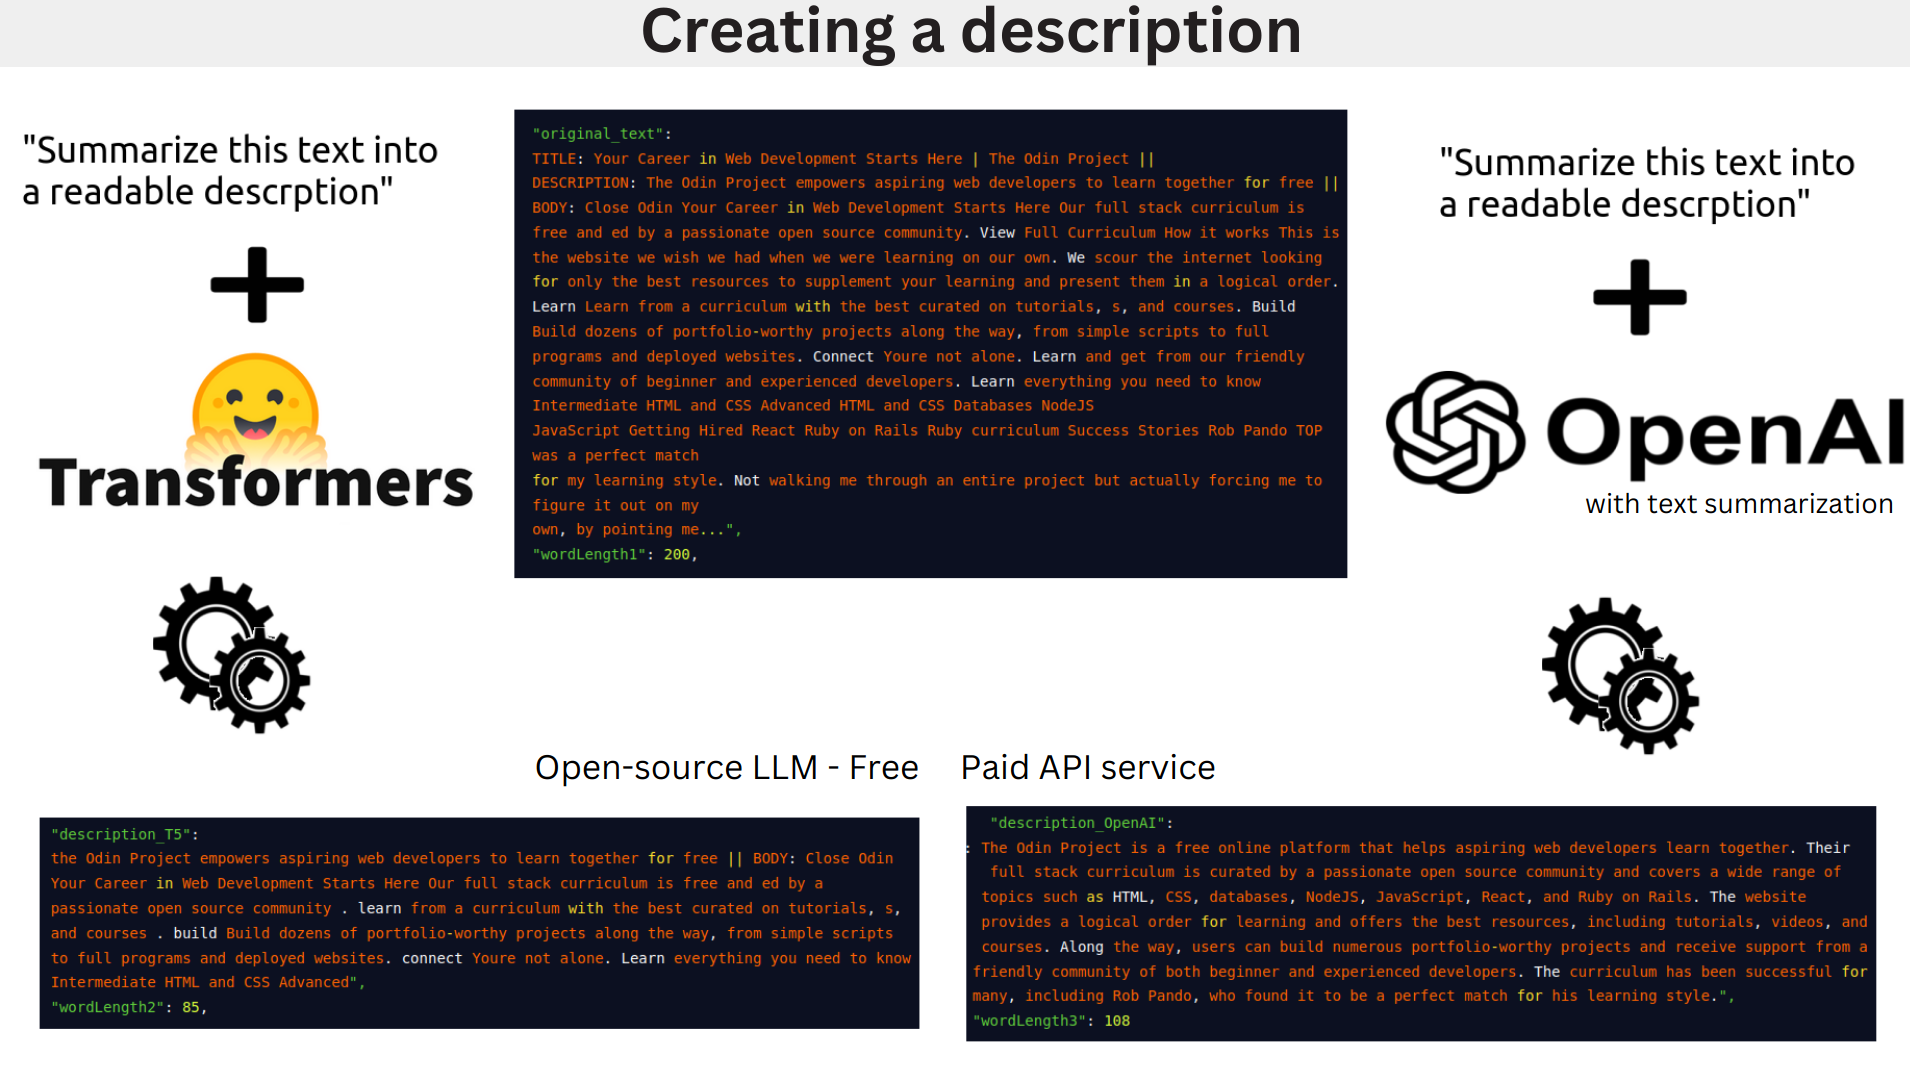 Creating a description
"Summarize this text into
a readable descrption"
Transformers
"original_text":
TITLE: Your Career in Web Development Starts Here | The Odin Project ||
DESCRIPTION: The Odin Project empowers aspiring web developers to learn together for free ||
BODY: Close Odin Your Career in Web Development Starts Here Our full stack curriculum is
free and ed by a passionate open source community. View Full Curriculum How it works This is
the website we wish we had when we were learning on our own. We scour the internet looking
for only the best resources to supplement your learning and present them in a logical order.
Learn Learn from a curriculum with the best curated on tutorials, s, and courses. Build
Build dozens of portfolio-worthy projects along the way, from simple scripts to full
programs and deployed websites. Connect Youre not alone. Learn and get from our friendly
community of beginner and experienced developers. Learn everything you need to know
Intermediate HTML and CSS Advanced HTML and CSS Databases NodeJS
JavaScript Getting Hired React Ruby on Rails Ruby curriculum Success Stories Rob Pando TOP
was a perfect match
for my learning style. Not walking me through an entire project but actually forcing me to
figure it out on my
own, by pointing me...",
"wordLength1": 200,
"Summarize this text into
a readable descrption"
OpenAI
with text summarization
Open-source LLM - Free
Paid API service
"description_T5":
the Odin Project empowers aspiring web developers to learn together for free || BODY: Close Odin
Your Career in Web Development Starts Here Our full stack curriculum is free and ed by a
passionate open source community . learn from a curriculum with the best curated on tutorials, s,
and courses . build Build dozens of portfolio-worthy projects along the way, from simple scripts
to full programs and deployed websites. connect Youre not alone. Learn everything you need to know
Intermediate HTML and CSS Advanced",
"wordLength2": 85,
"description_OpenAI":
: The Odin Project is a free online platform that helps aspiring web developers learn together. Their
full stack curriculum is curated by a passionate open source community and covers a wide range of
topics such as HTML, CSS, databases, NodeJS, JavaScript, React, and Ruby on Rails. The website
provides a logical order for learning and offers the best resources, including tutorials, videos, and
courses. Along the way, users can build numerous portfolio-worthy projects and receive support from a
friendly community of both beginner and experienced developers. The curriculum has been successful for
many, including Rob Pando, who found it to be a perfect match for his learning style.",
"wordLength3": 108